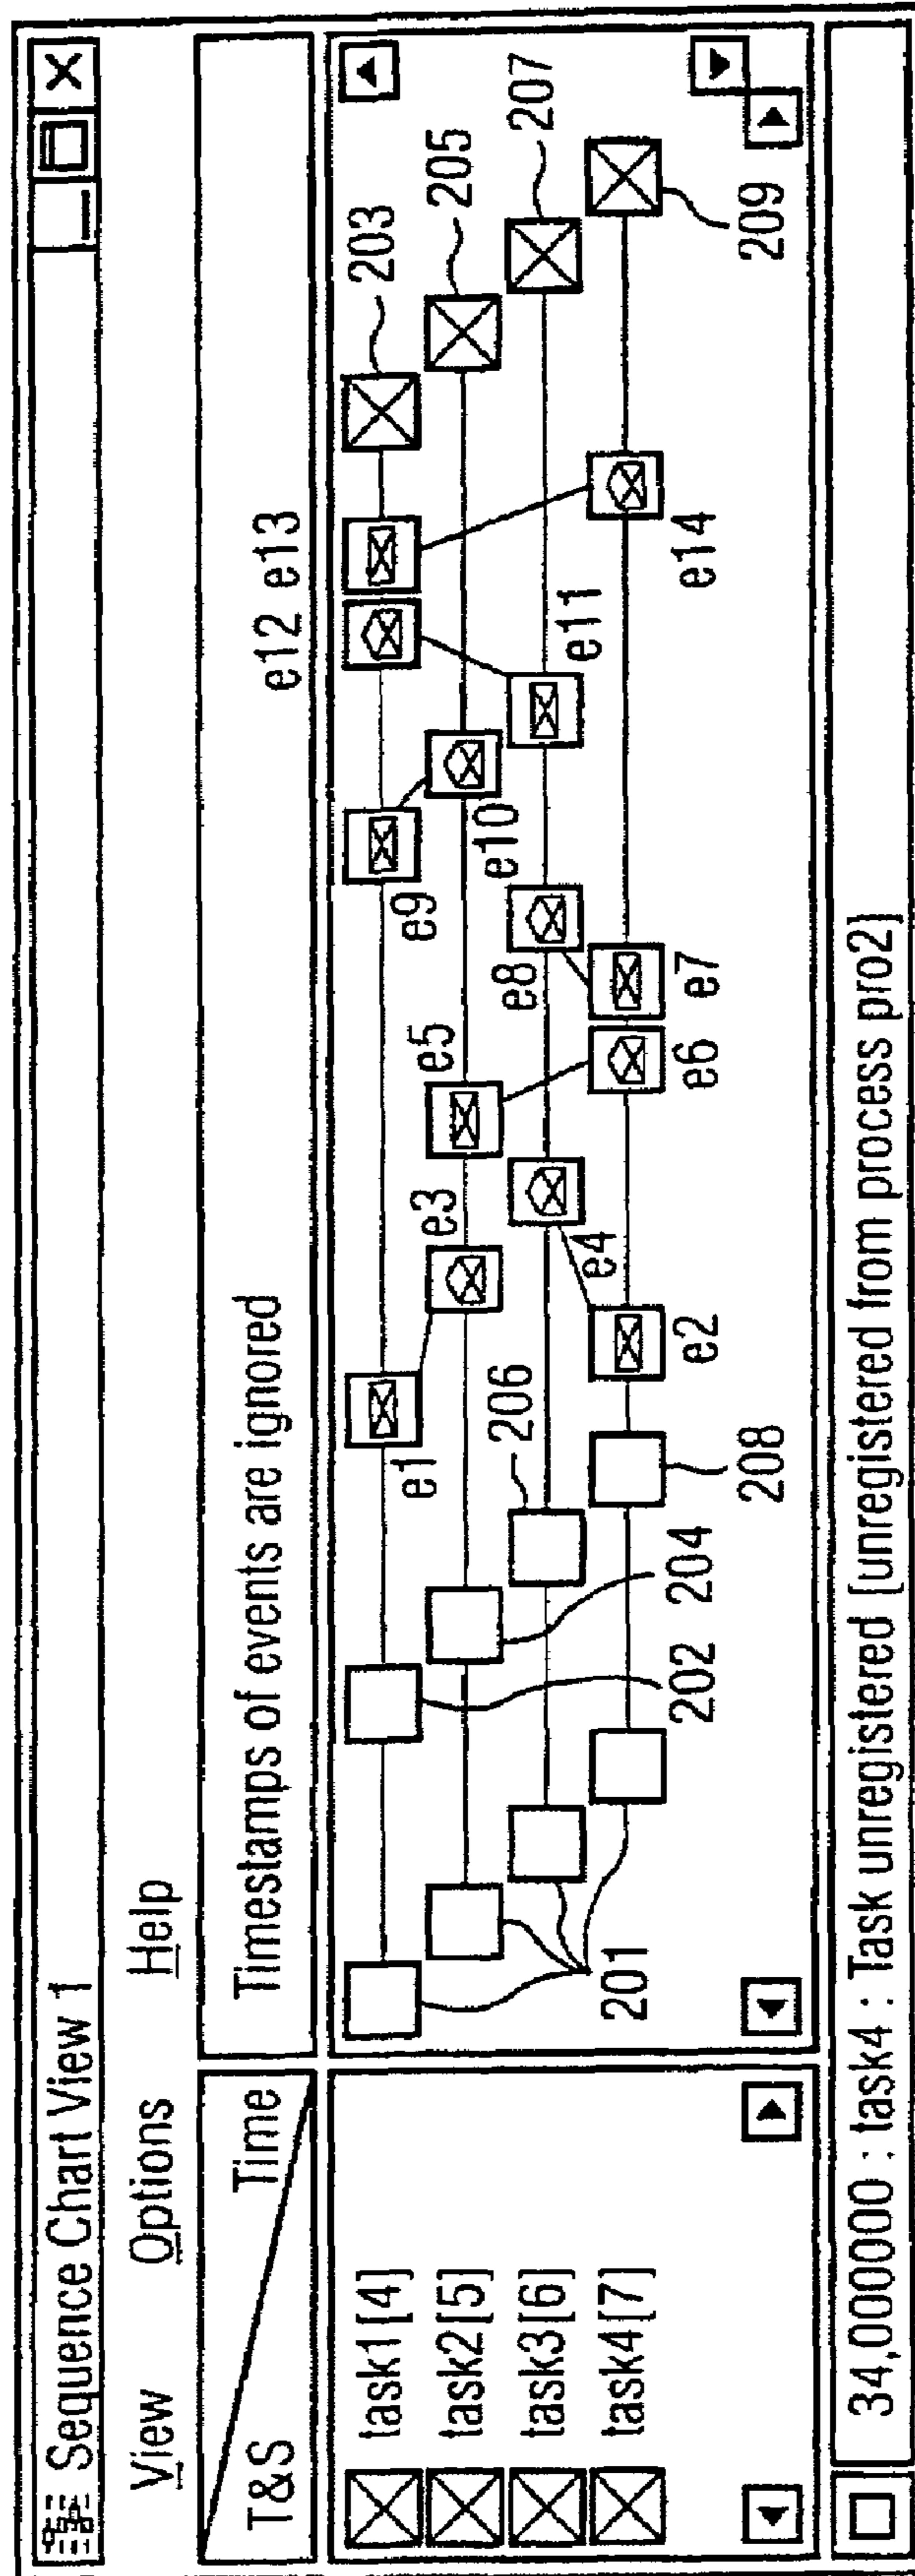 Sequence Chart View 1
View Options Help
T&S Time
Timestamps of events are ignored
e12 e13
task1[4]
task2[5]
task3[6]
task4[7]
203
205
207
209
e1
e3
e5
e9
e10
e11
e14
e8
e4
e2
e6
e7
206
201
202
204
208
34,000000 : task4 : Task unregistered [unregistered from process pro2]